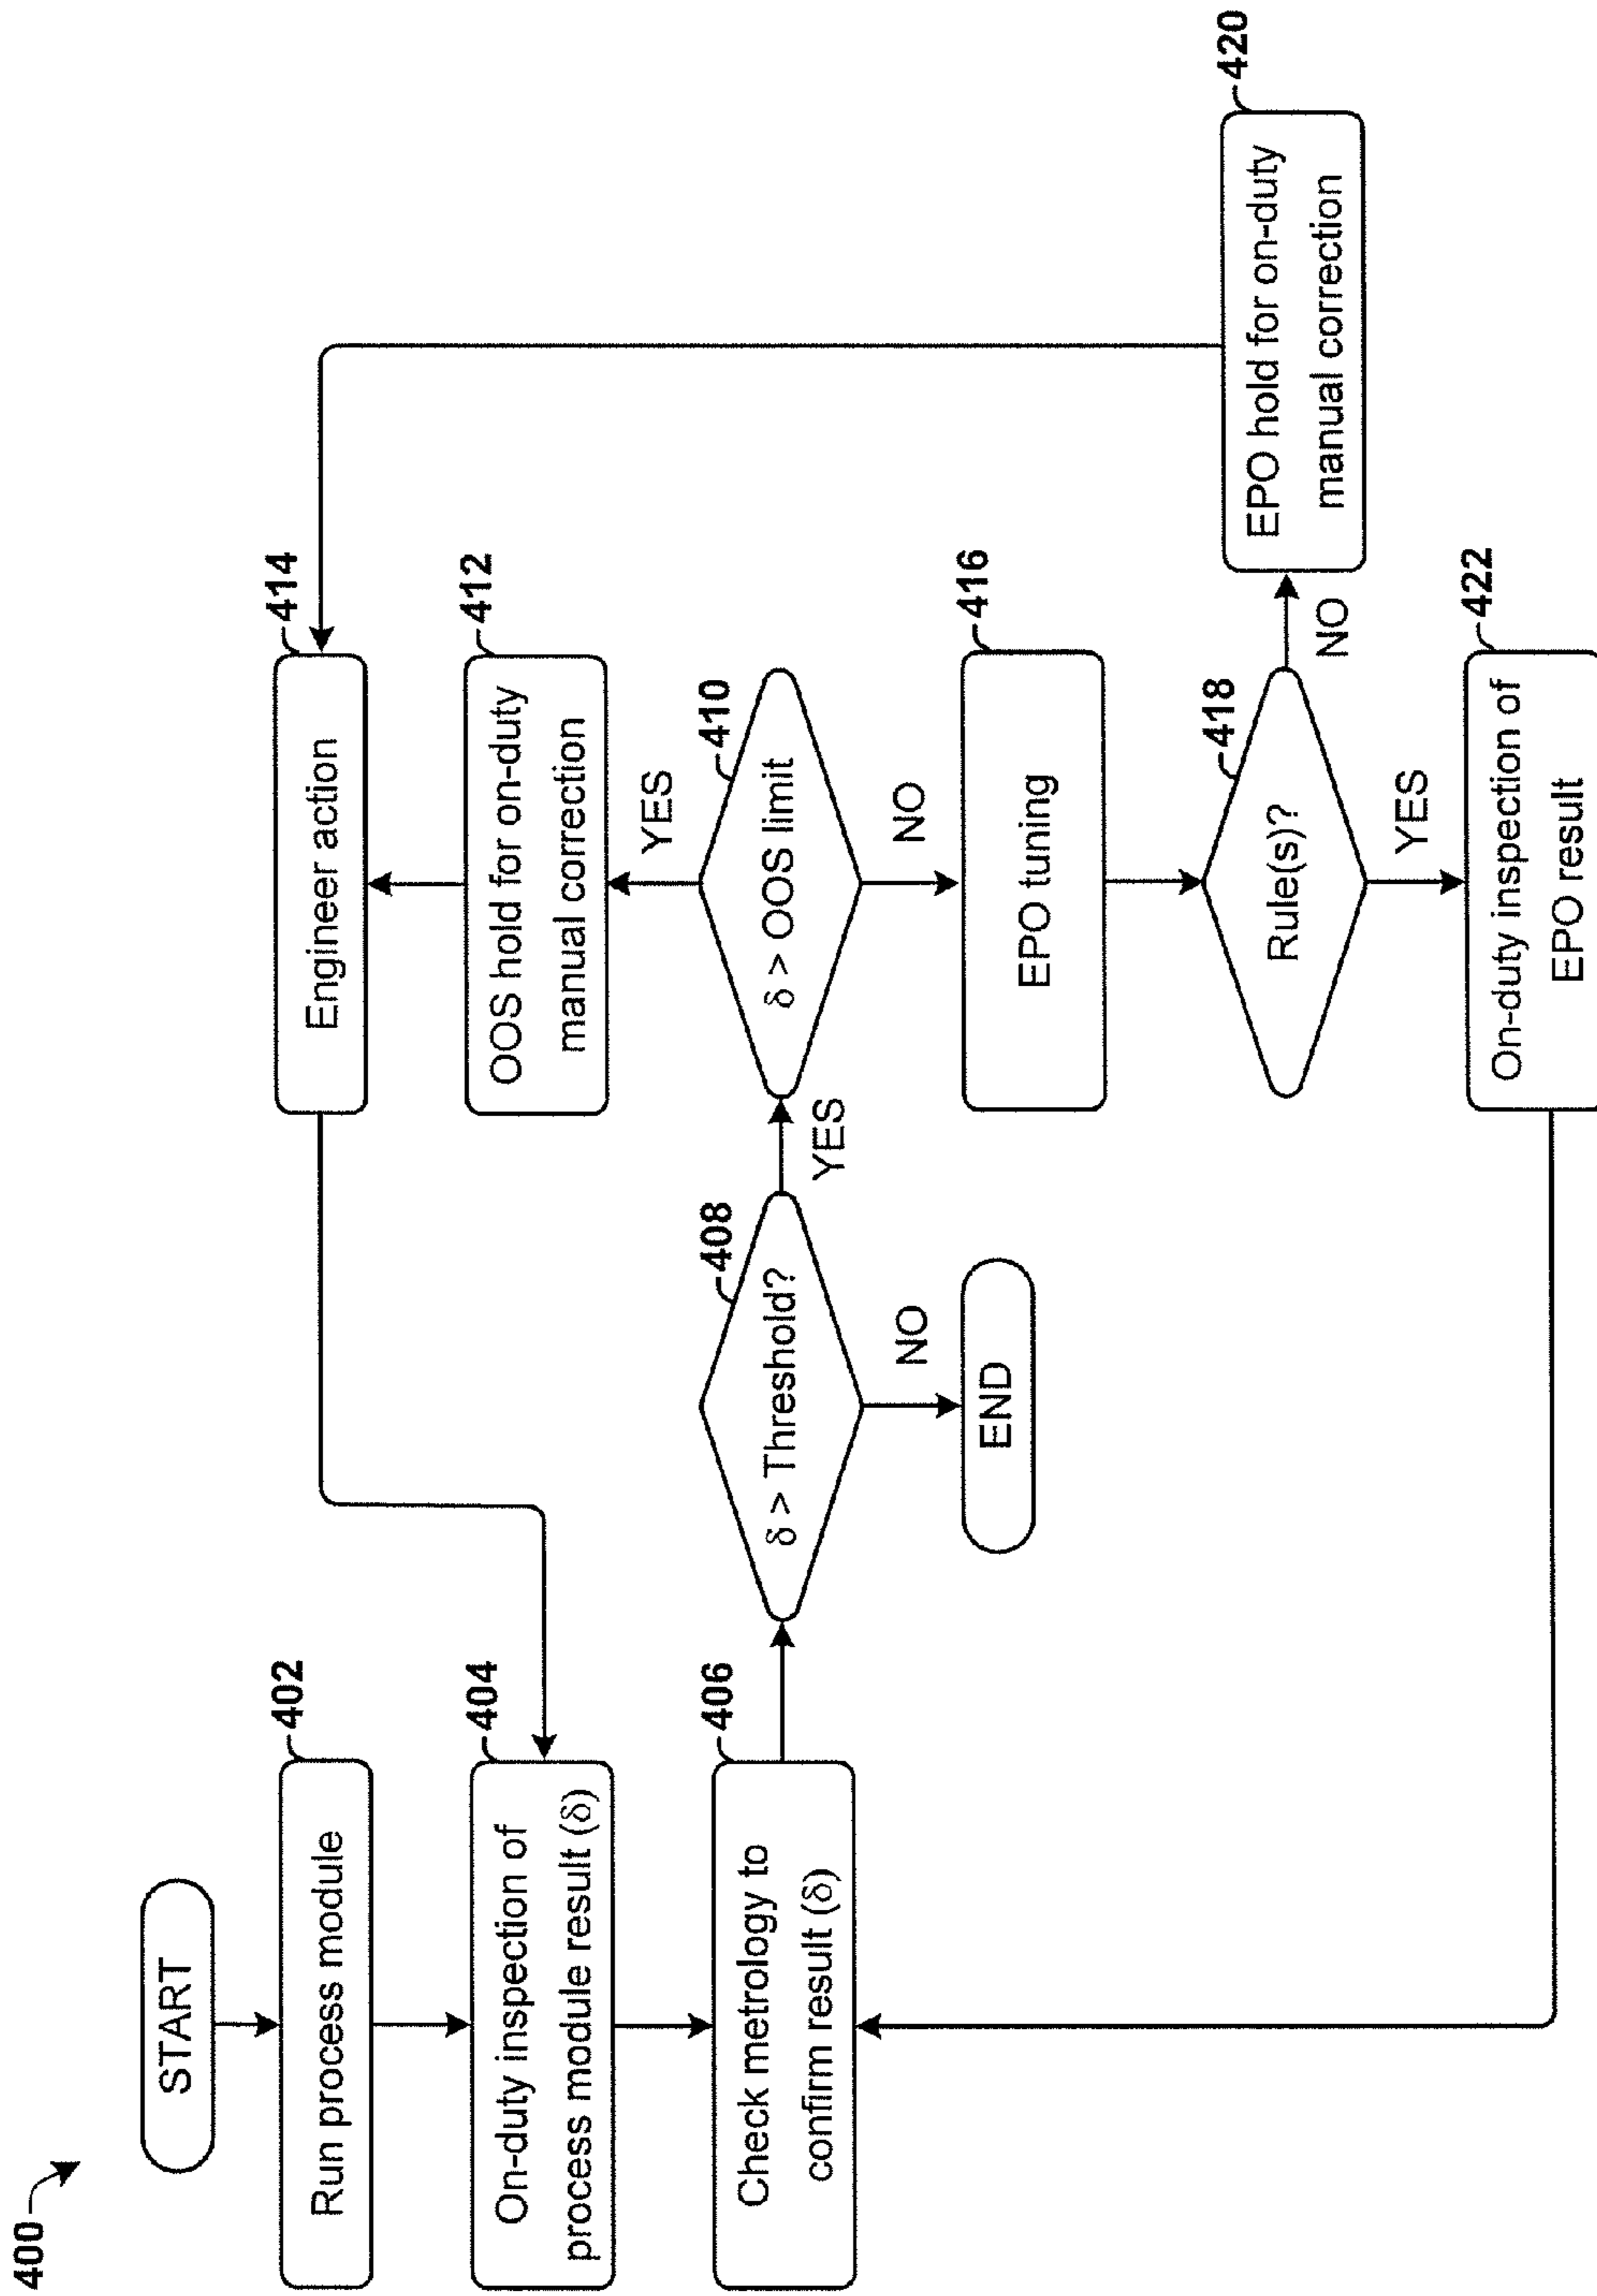 400
START
402
Run process module
404
On-duty inspection of
process module result (δ)
406
Check metrology to
confirm result (δ)
408
δ > Threshold?
NO
END
YES
410
δ > OOS limit
YES
412
OOS hold for on-duty
manual correction
414
Engineer action
NO
416
EPO tuning
418
Rule(s)?
NO
420
EPO hold for on-duty
manual correction
YES
422
On-duty inspection of
EPO result